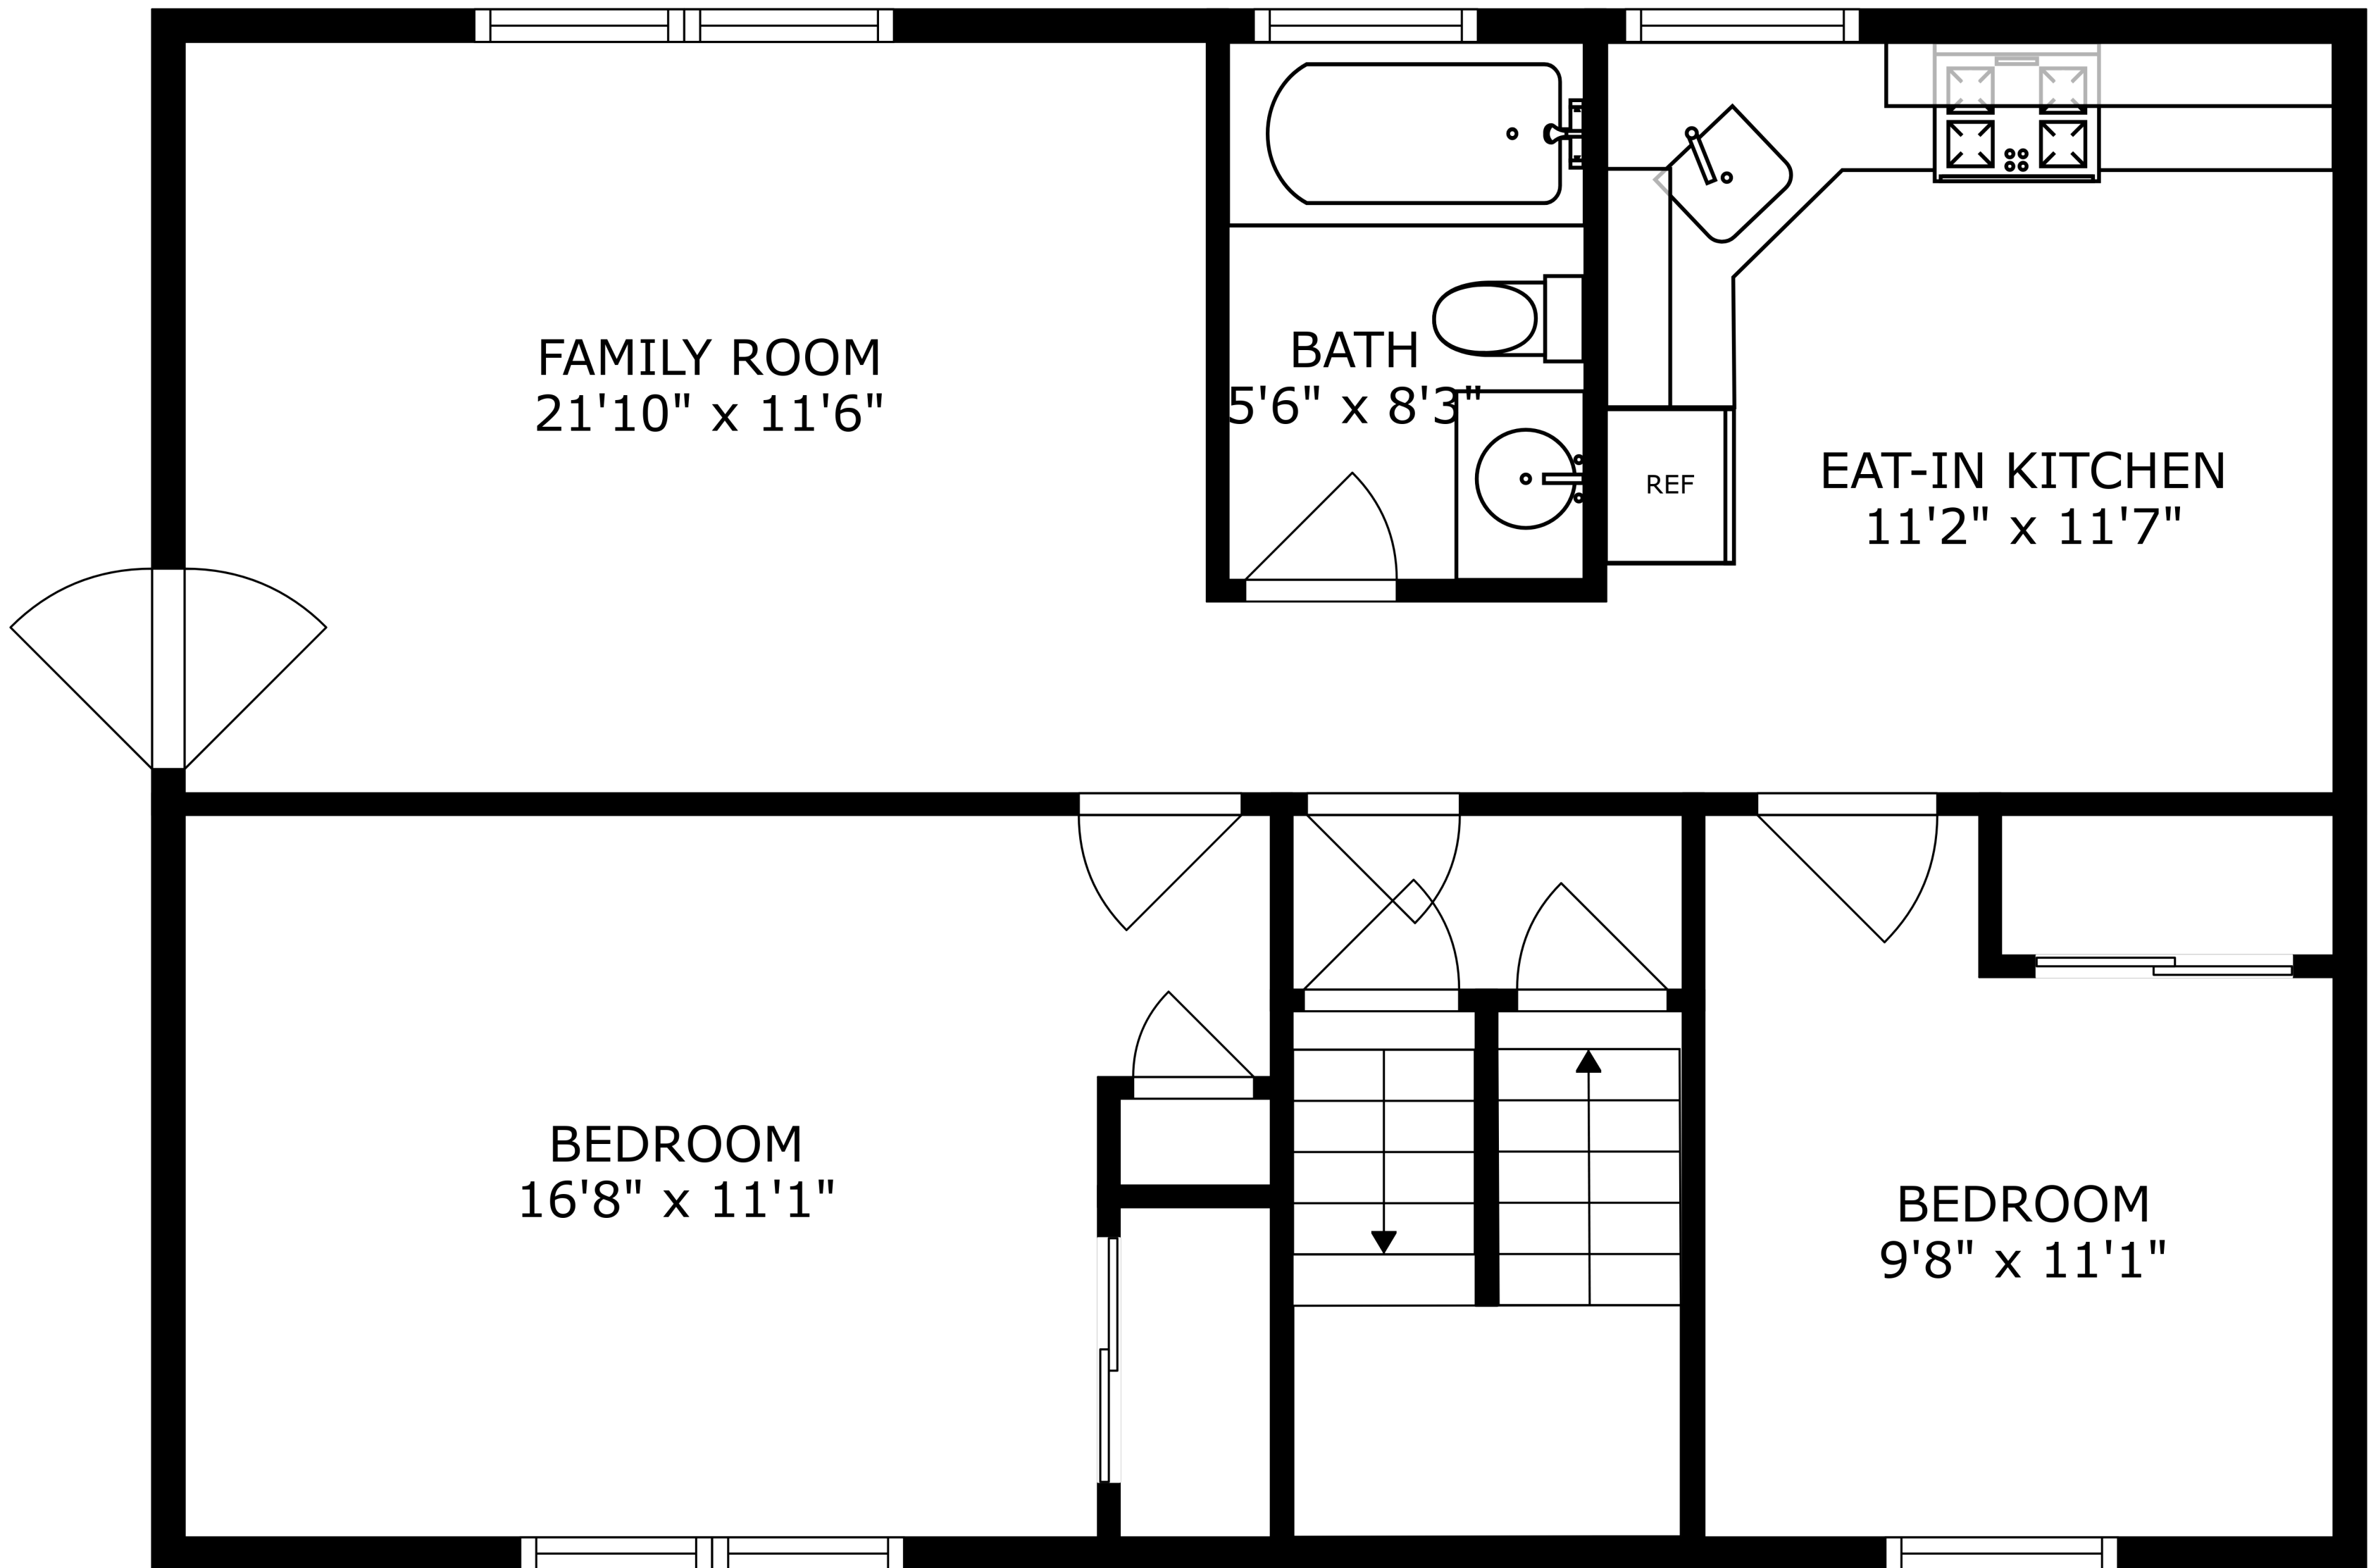 FAMILY ROOM
21'10" x 11'6"
BATH
5'6" x 8'3"
REF
EAT-IN KITCHEN
11'2" x 11'7"
BEDROOM
16'8" x 11'1"
BEDROOM
9'8" x 11'1"